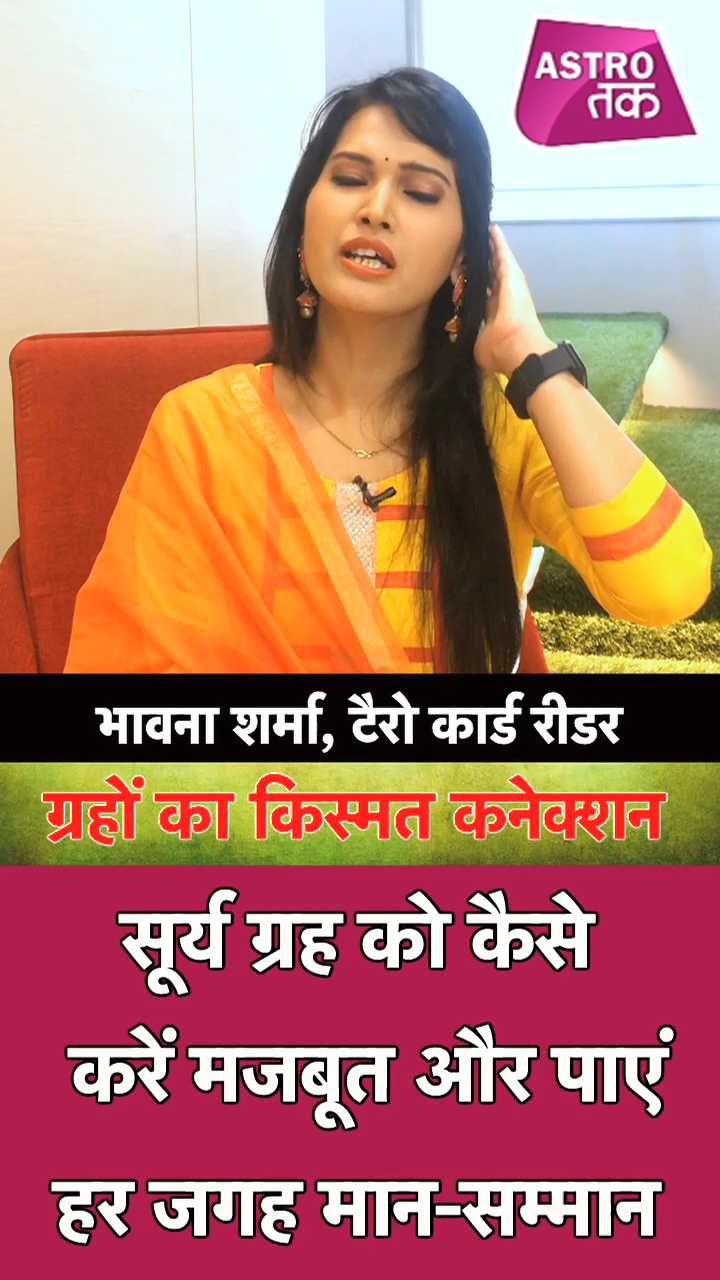 ASTRO
तक
भावना शर्मा, टैरो कार्ड रीडर
ग्रहों का किस्मत कनेक्शन
सूर्य ग्रह को कैसे
करें मजबूत और पाएं
हर जगह मान-सम्मान